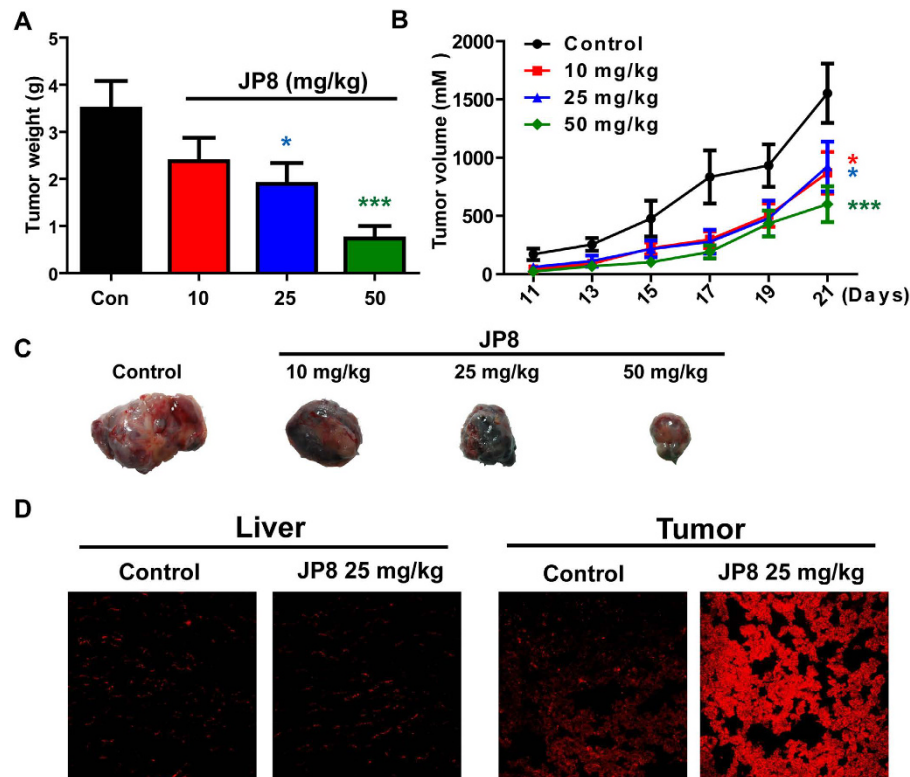 A
Tumor weight (g)
5
4
3
2
1
0
JP8 (mg/kg)
*
***
Con
10
25
50
B
Tumor volume (mM )
2000
1500
1000
500
0
Control
10 mg/kg
25 mg/kg
50 mg/kg
*
*
***
11
13
15
17
19
21
(Days)
C
JP8
Control
10 mg/kg
25 mg/kg
50 mg/kg
D
Liver
Tumor
Control
JP8 25 mg/kg
Control
JP8 25 mg/kg